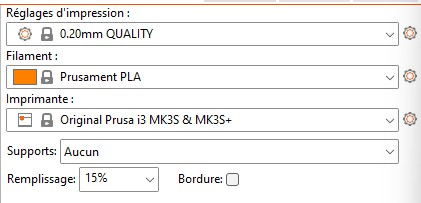 Réglages d'impression :
0.20mm QUALITY
Filament :
Prusament PLA
Imprimante :
Original Prusa i3 MK3S & MK3S+
Supports: Aucun
Remplissage: 15% Bordure: